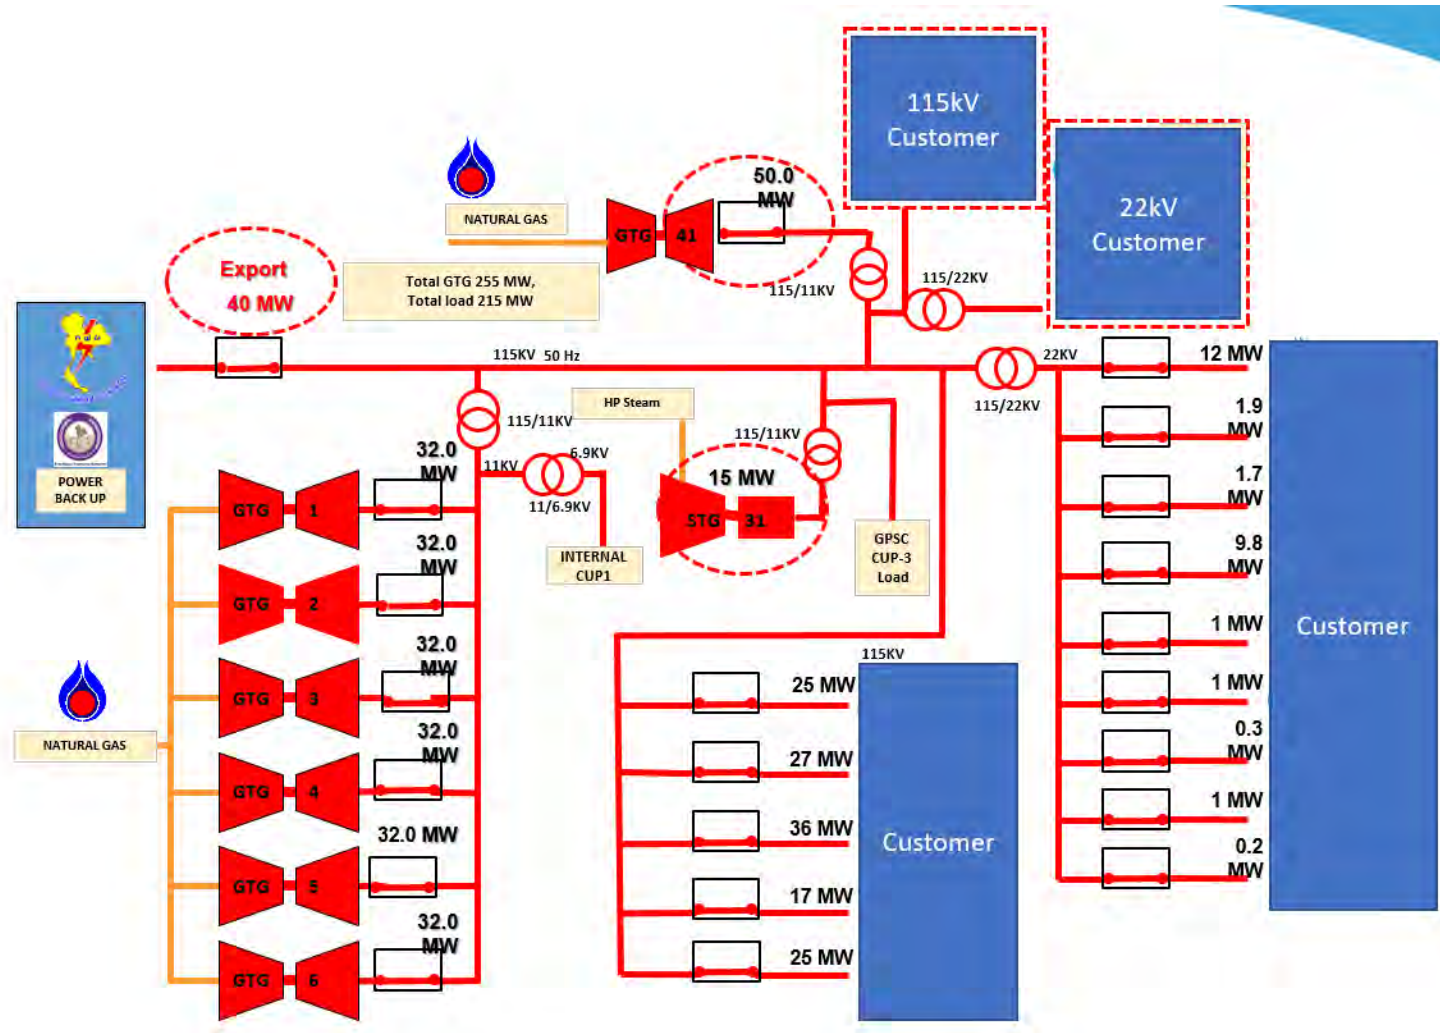 115kV
Customer
22kV
Customer
50.0
MW
NATURAL GAS
GTG
41
Export
40 MW
Total GTG 255 MW,
Total load 215 MW
115/11KV
115/22KV
115KV 50 Hz
22KV
115/22KV
12 MW
1.9
MW
1.7
MW
9.8
MW
1 MW
1 MW
0.3
MW
1 MW
0.2
MW
Customer
POWER
BACK UP
HP Steam
115/11KV
115/11KV
11KV
6.9KV
11/6.9KV
INTERNAL
CUP1
15 MW
STG
31
GPSC
CUP-3
Load
32.0
MW
GTG
1
32.0
MW
GTG
2
32.0
MW
GTG
3
32.0
MW
GTG
4
32.0 MW
GTG
5
32.0
MW
GTG
6
NATURAL GAS
115KV
25 MW
27 MW
36 MW
17 MW
25 MW
Customer